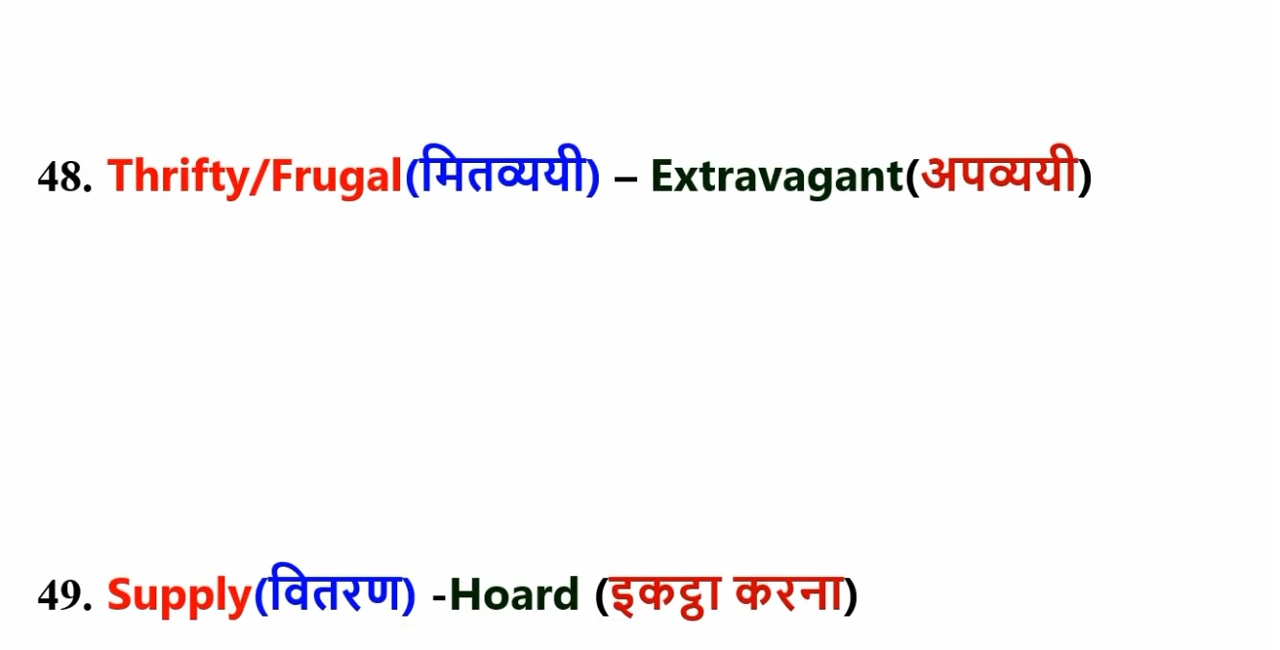 48. Thrifty/Frugal(मितव्ययी) – Extravagant(अपव्ययी)
49. Supply(वितरण) -Hoard (इकट्ठा करना)